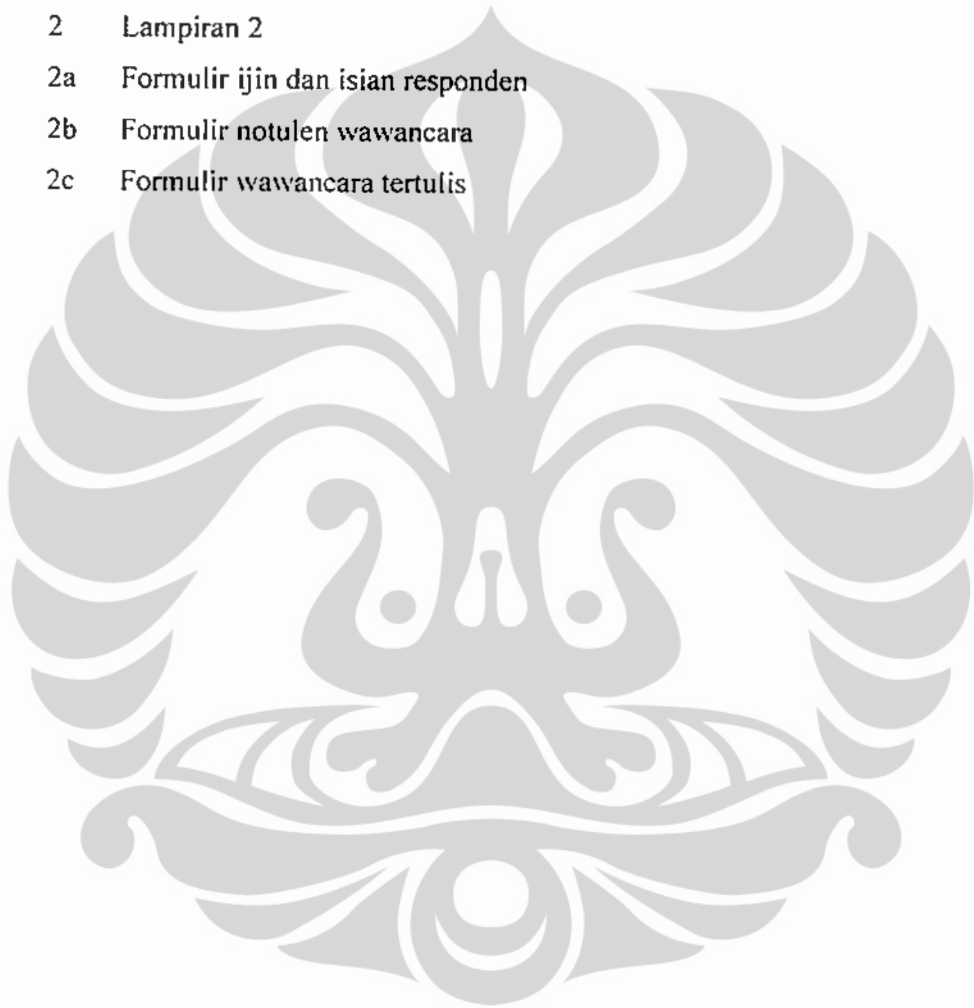 2 Lampiran 2
2a Formulir ijin dan isian responden
2b Formulir notulen wawancara
2c Formulir wawancara tertulis